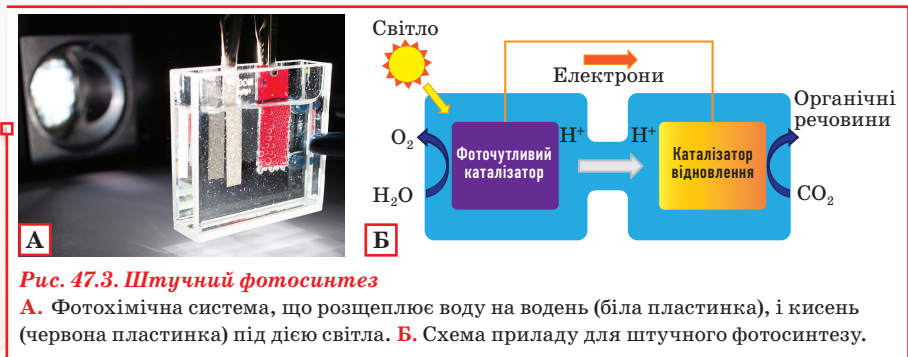 Світло
Електрони
Органічні
речовини
O₂
H⁺
H⁺
Фоточутливий
каталізатор
Каталізатор
відновлення
H₂O
CO₂
А
Б
Рис. 47.3. Штучний фотосинтез
А. Фотохімічна система, що розщеплює воду на водень (біла пластинка), і кисень
(червона пластинка) під дією світла. Б. Схема приладу для штучного фотосинтезу.